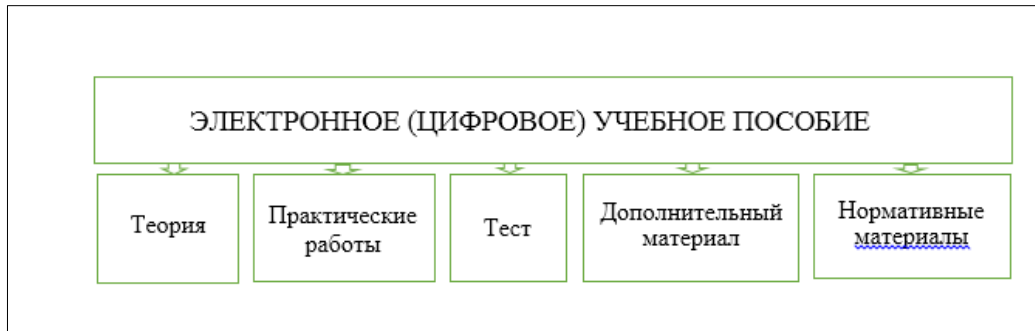 ЭЛЕКТРОННОЕ (ЦИФРОВОЕ) УЧЕБНОЕ ПОСОБИЕ
Теория
Практические
работы
Тест
Дополнительный
материал
Нормативные
материалы